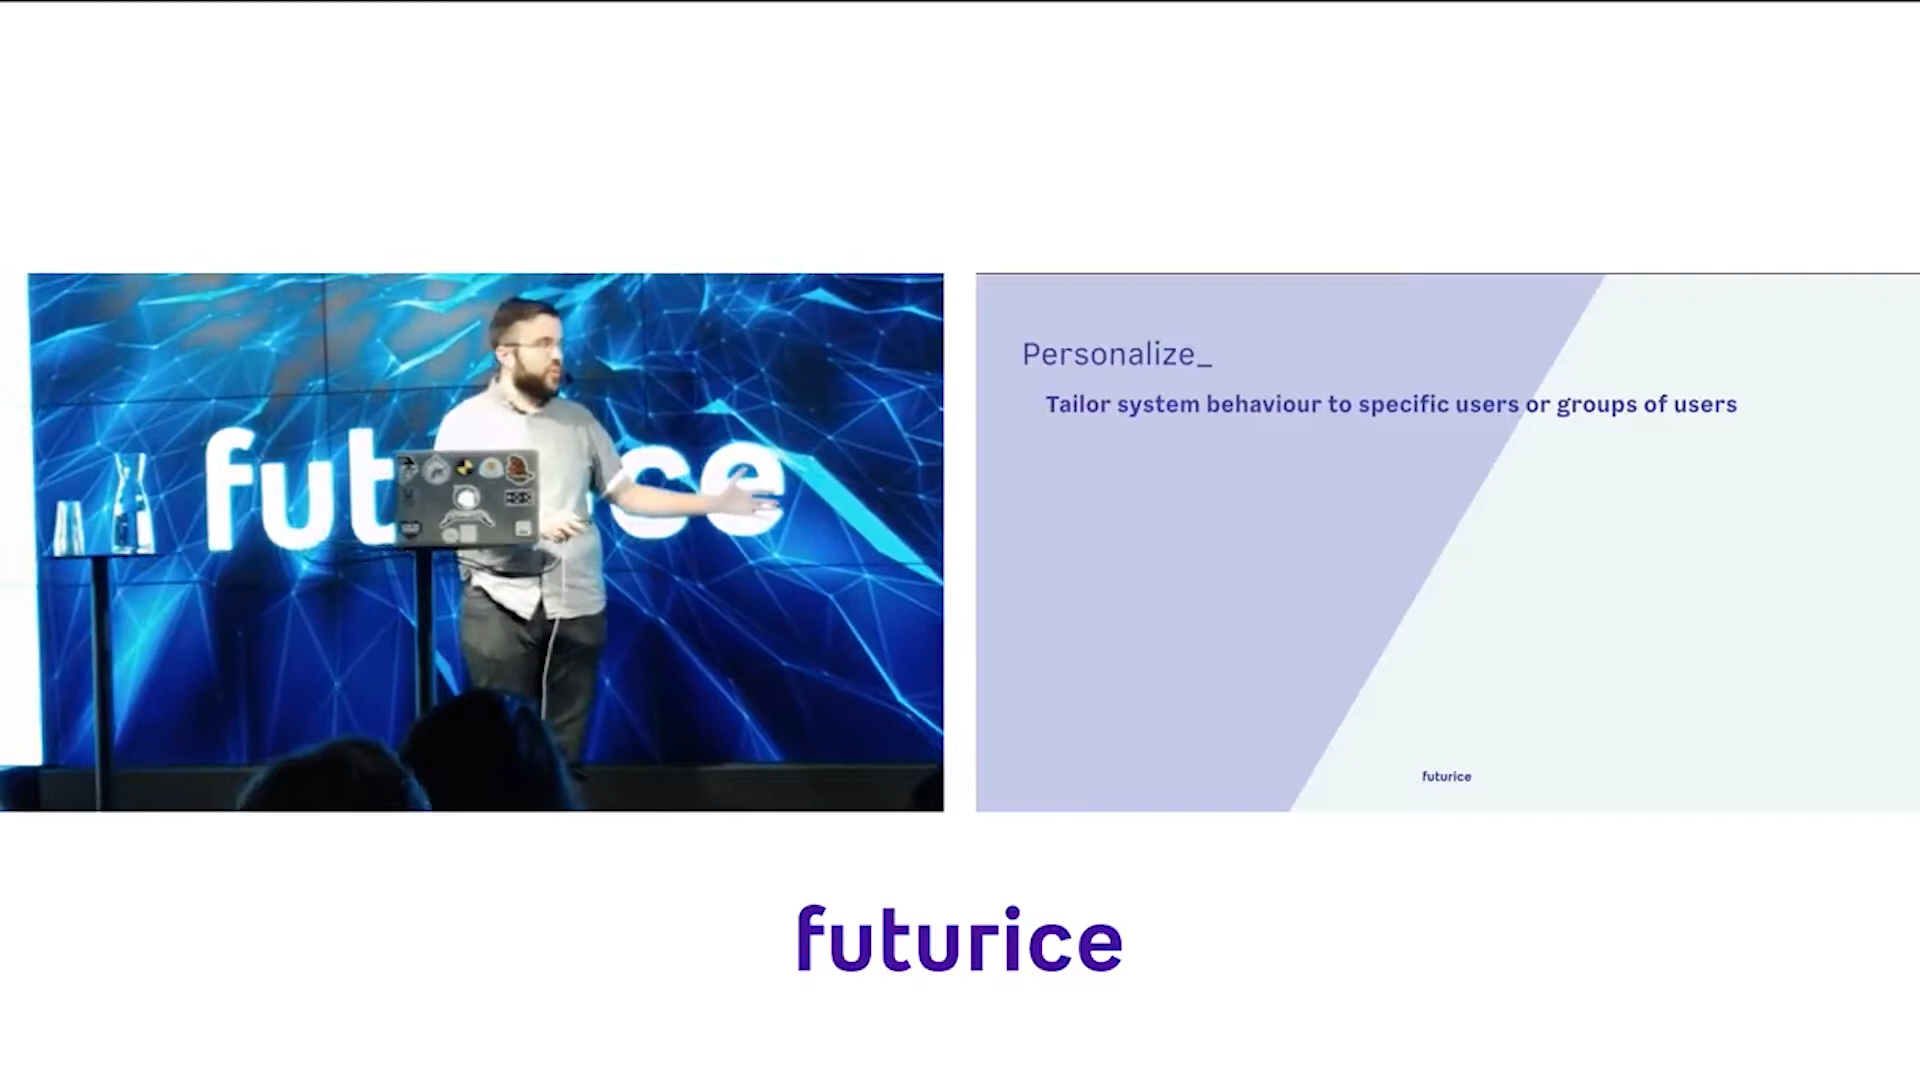 futurice
Personalize_
Tailor system behaviour to specific users or groups of users
futurice
futurice